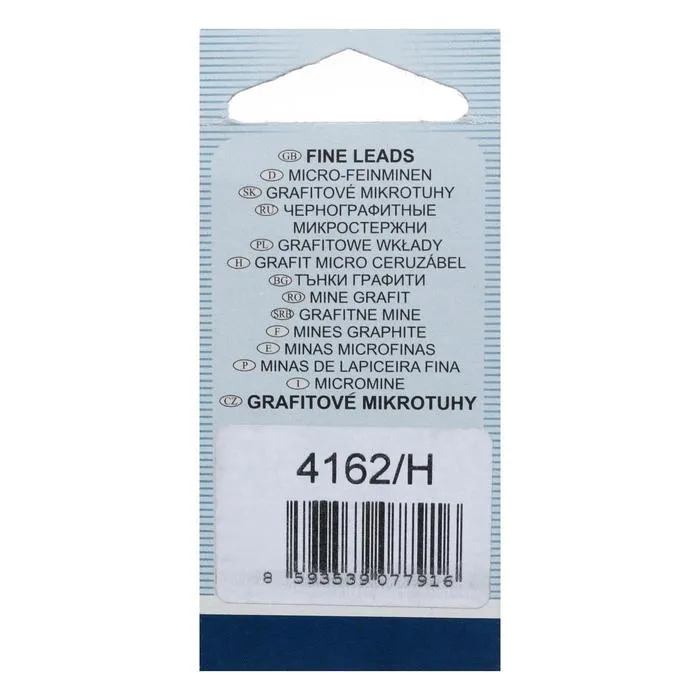 GB FINE LEADS
D MICRO-FEINMINEN
SK GRAFITOVÉ MIKROTUHY
RU ЧЕРНОГРАФИТНЫЕ
МИКРОСТЕРЖНИ
PL GRAFITOWE WKŁADY
H GRAFIT MICRO CERUZÁBEL
BG ТЪНКИ ГРАФИТИ
RO MINE GRAFIT
SRB GRAFITNE MINE
F MINES GRAPHITE
E MINAS MICROFINAS
P MINAS DE LAPICEIRA FINA
I MICROMINE
CZ GRAFITOVÉ MIKROTUHY
4162/H
8 593539 077916